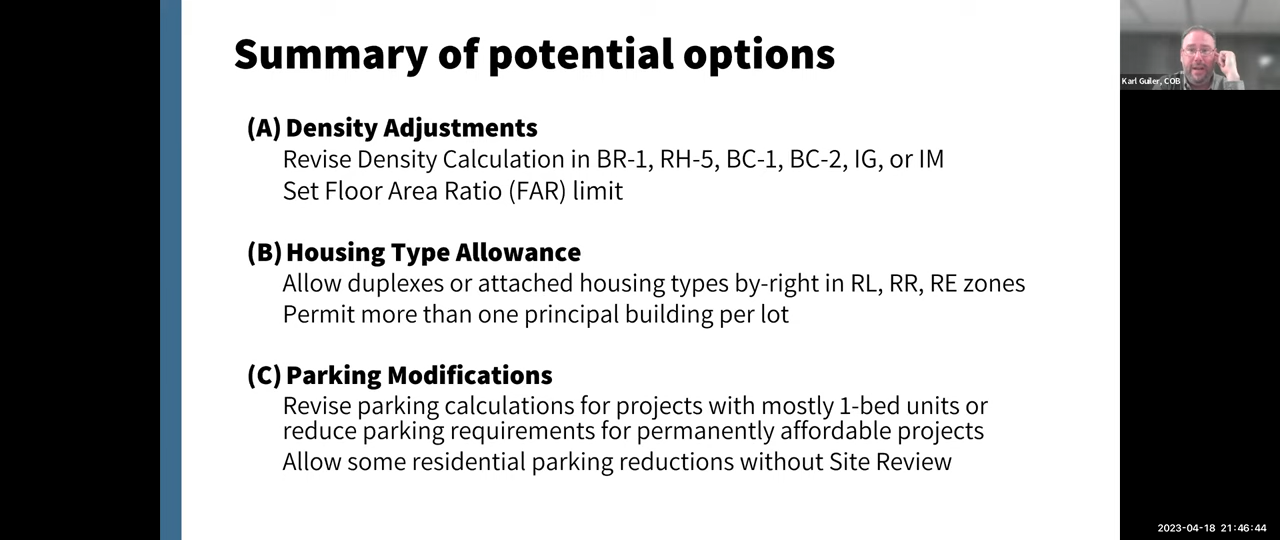 Summary of potential options
Karl Guiler, COB
(A) Density Adjustments
Revise Density Calculation in BR-1, RH-5, BC-1, BC-2, IG, or IM
Set Floor Area Ratio (FAR) limit
(B) Housing Type Allowance
Allow duplexes or attached housing types by-right in RL, RR, RE zones
Permit more than one principal building per lot
(C) Parking Modifications
Revise parking calculations for projects with mostly 1-bed units or
reduce parking requirements for permanently affordable projects
Allow some residential parking reductions without Site Review
2023-04-18 21:46:44